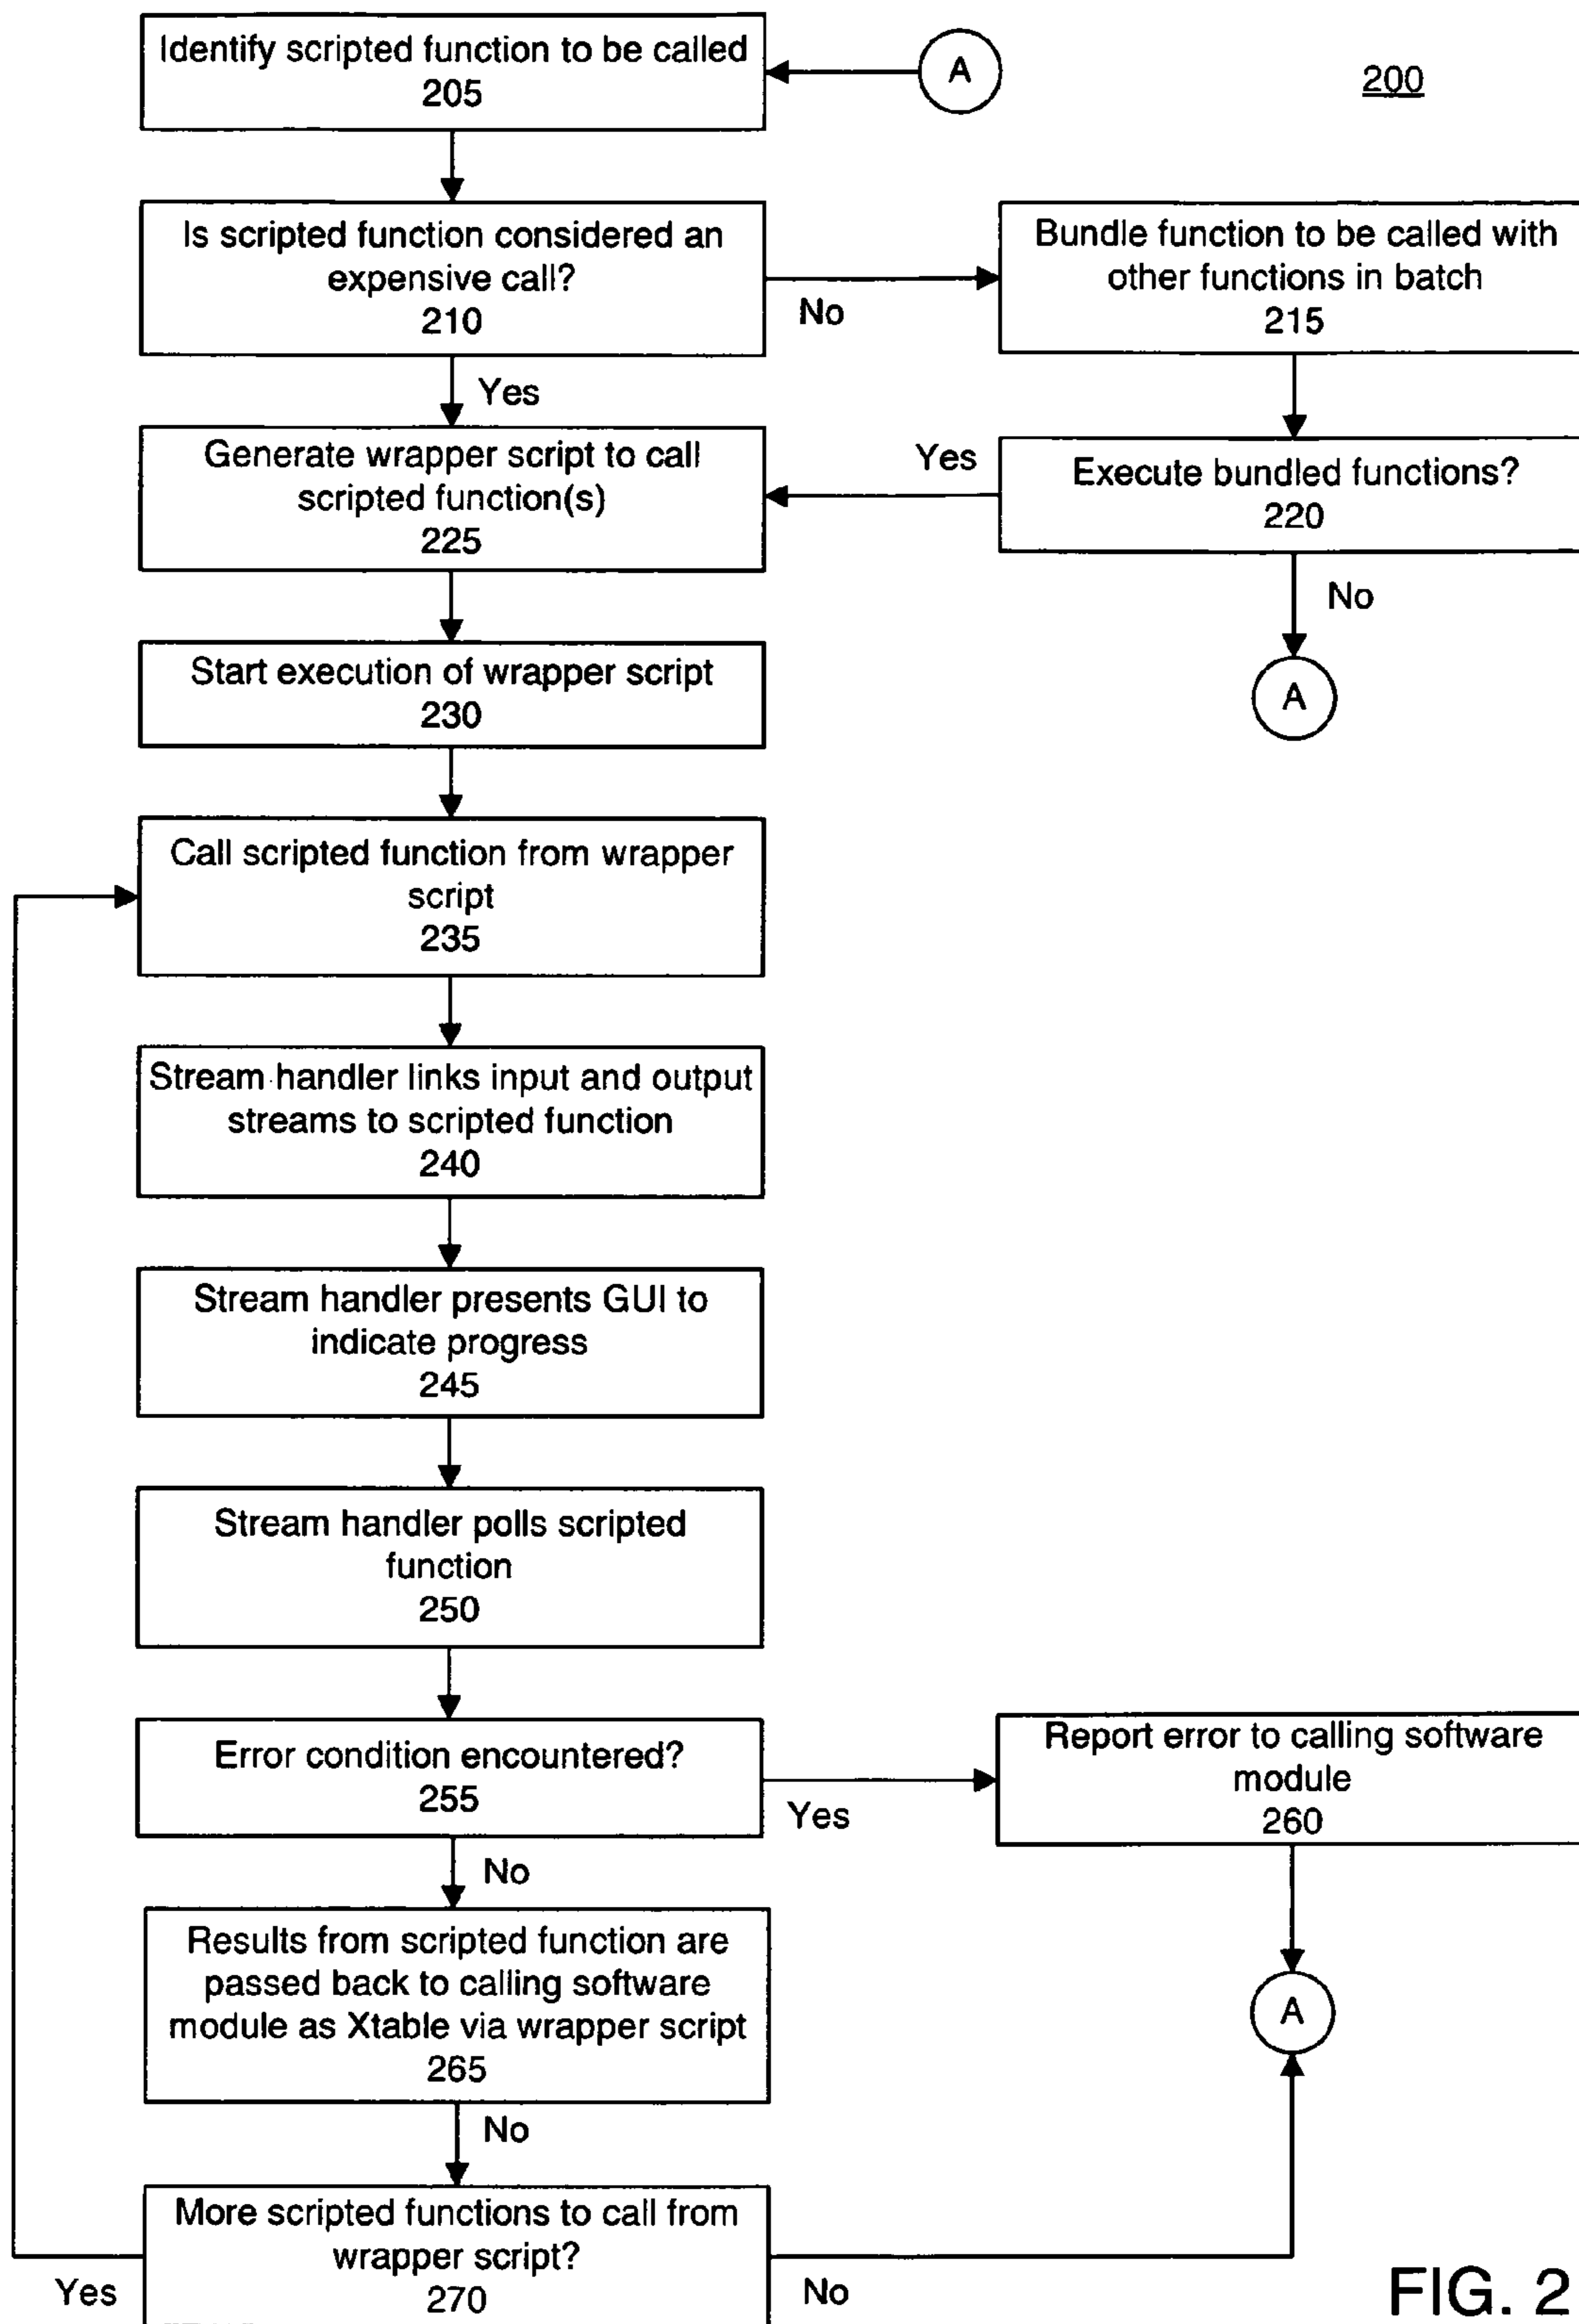 Identify scripted function to be called
205
A
200
Is scripted function considered an
expensive call?
210
No
Bundle function to be called with
other functions in batch
215
Yes
Generate wrapper script to call
scripted function(s)
225
Yes
Execute bundled functions?
220
No
A
Start execution of wrapper script
230
Call scripted function from wrapper
script
235
Stream handler links input and output
streams to scripted function
240
Stream handler presents GUI to
indicate progress
245
Stream handler polls scripted
function
250
Error condition encountered?
255
Yes
Report error to calling software
module
260
No
Results from scripted function are
passed back to calling software
module as Xtable via wrapper script
265
A
No
More scripted functions to call from
wrapper script?
270
Yes
No
FIG. 2